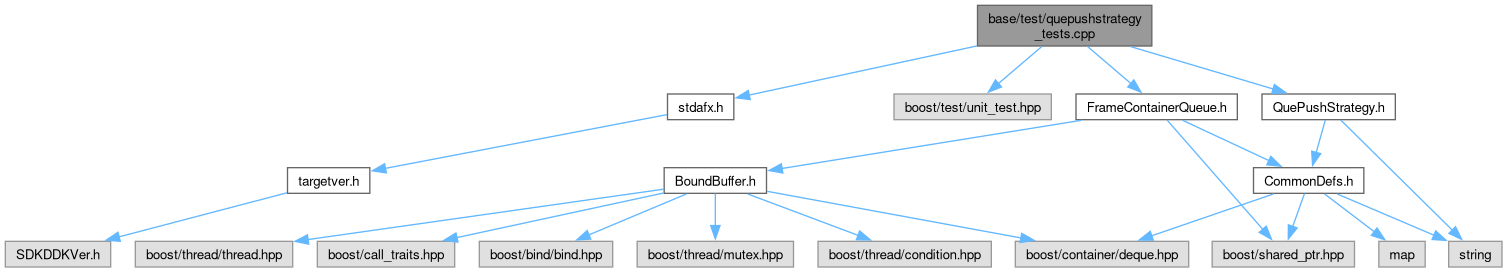 base/test/quepushstrategy
_tests.cpp
stdafx.h
boost/test/unit_test.hpp
FrameContainerQueue.h
QuePushStrategy.h
targetver.h
BoundBuffer.h
CommonDefs.h
SDKDDKVer.h
boost/thread/thread.hpp
boost/call_traits.hpp
boost/bind/bind.hpp
boost/thread/mutex.hpp
boost/thread/condition.hpp
boost/container/deque.hpp
boost/shared_ptr.hpp
map
string